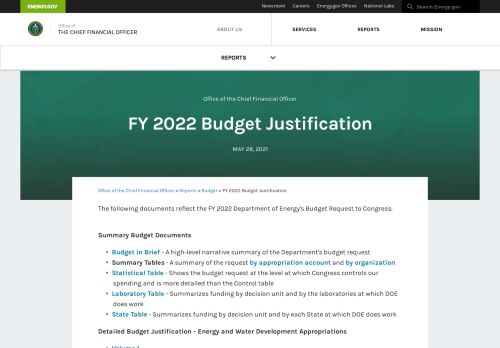 ENERGY.GOV
Newsroom Careers Energy.gov Offices National Labs Search Energy.gov
Office of
THE CHIEF FINANCIAL OFFICER
ABOUT US SERVICES REPORTS MISSION
REPORTS
Office of the Chief Financial Officer
FY 2022 Budget Justification
MAY 28, 2021
Office of the Chief Financial Officer » Reports » Budget » FY 2022 Budget Justification
The following documents reflect the FY 2022 Department of Energy's Budget Request to Congress:
Summary Budget Documents
Budget in Brief - A high-level narrative summary of the Department's budget request
Summary Tables - A summary of the request by appropriation account and by organization
Statistical Table - Shows the budget request at the level at which Congress controls our
spending and is more detailed than the Control table
Laboratory Table - Summarizes funding by decision unit and by the laboratories at which DOE
does work
State Table - Summarizes funding by decision unit and by each State at which DOE does work
Detailed Budget Justification - Energy and Water Development Appropriations